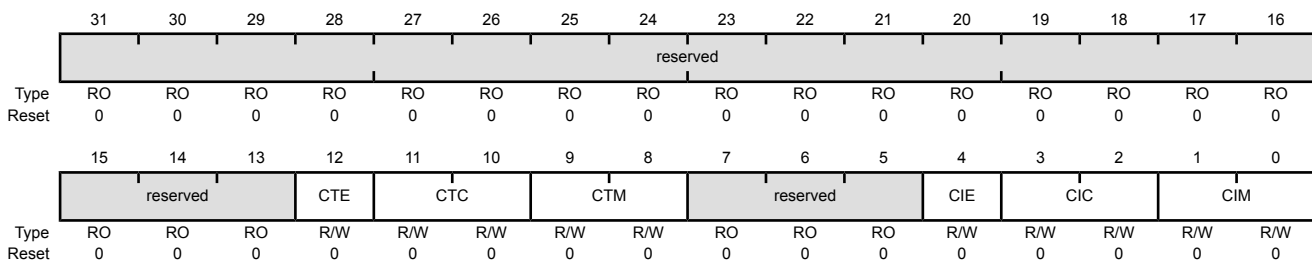 31 30 29 28 27 26 25 24 23 22 21 20 19 18 17 16
reserved
Type RO RO RO RO RO RO RO RO RO RO RO RO RO RO RO RO
Reset 0 0 0 0 0 0 0 0 0 0 0 0 0 0 0 0
15 14 13 12 11 10 9 8 7 6 5 4 3 2 1 0
reserved CTE CTC CTM reserved CIE CIC CIM
Type RO RO RO R/W R/W R/W R/W R/W RO RO RO R/W R/W R/W R/W R/W
Reset 0 0 0 0 0 0 0 0 0 0 0 0 0 0 0 0